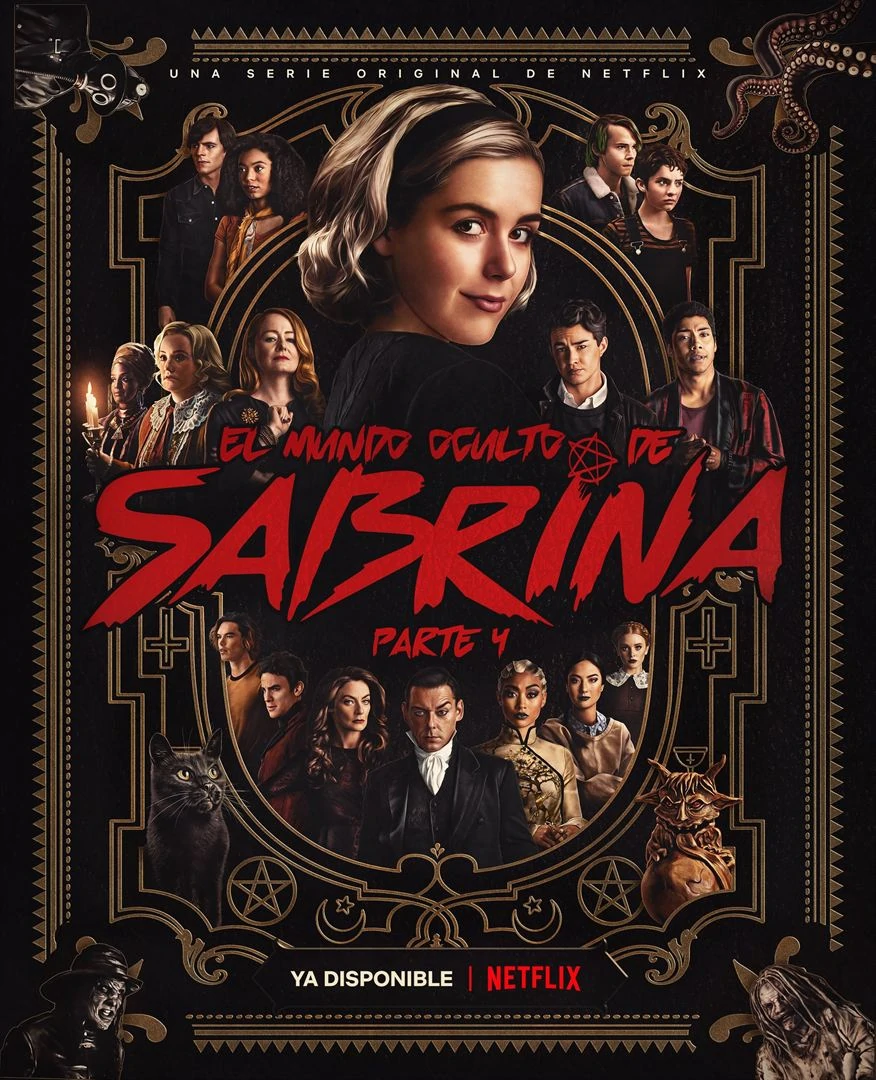 UNA SERIE ORIGINAL DE NETFLIX
EL MUNDO OCULTO DE
SABRINA
PARTE 4
YA DISPONIBLE | NETFLIX